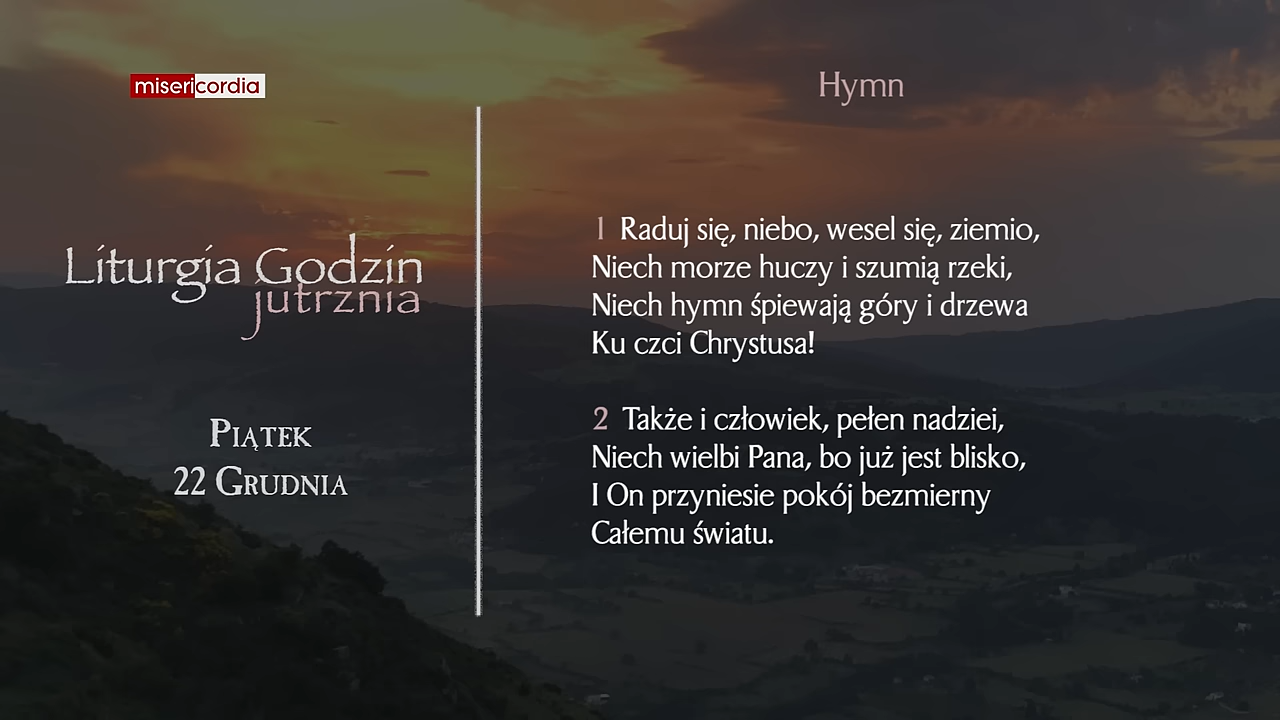 misericordia
Liturgia Godzin
jutrznia
Piątek
22 Grudnia
Hymn
1 Raduj się, niebo, wesel się, ziemio,
Niech morze huczy i szumią rzeki,
Niech hymn śpiewają góry i drzewa
Ku czci Chrystusa!
2 Także i człowiek, pełen nadziei,
Niech wielbi Pana, bo już jest blisko,
I On przyniesie pokój bezmierny
Całemu światu.